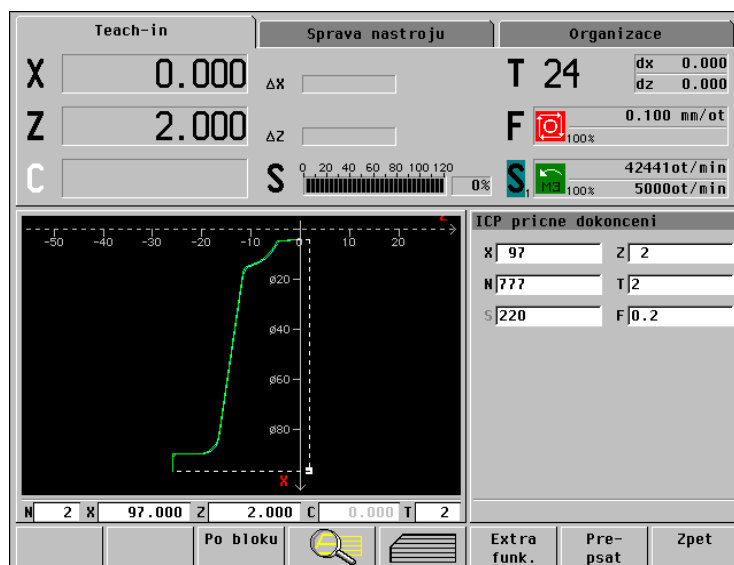 Teach-in Sprava nastroju Organizace
X 0.000 ΔX T 24 dx 0.000
dz 0.000
Z 2.000 ΔZ F 100% 0.100 mm/ot
C S 0 20 40 60 80 100 120 0% S1 M3 100% 42441ot/min
5000ot/min
Z
-50 -40 -30 -20 -10 0 10 20
ø20
ø40
ø60
ø80
X
ICP pricne dokonceni
X 97 Z 2
N 777 T 2
S 220 F 0.2
N 2 X 97.000 Z 2.000 C 0.000 T 2
Po bloku Extra funk. Pre-psat Zpet